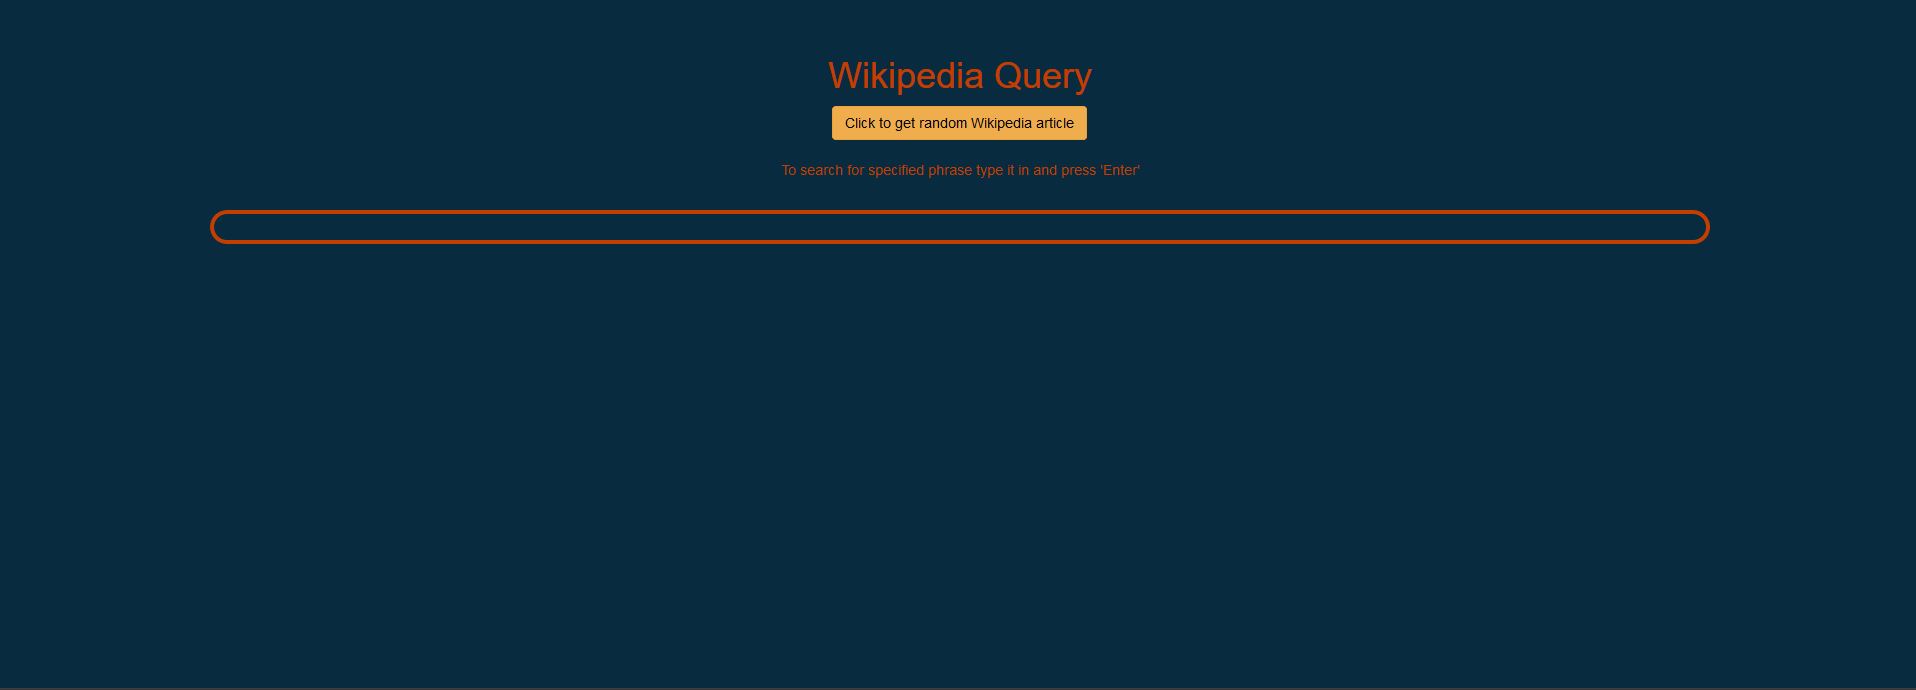 Wikipedia Query
Click to get random Wikipedia article
To search for specified phrase type it in and press 'Enter'